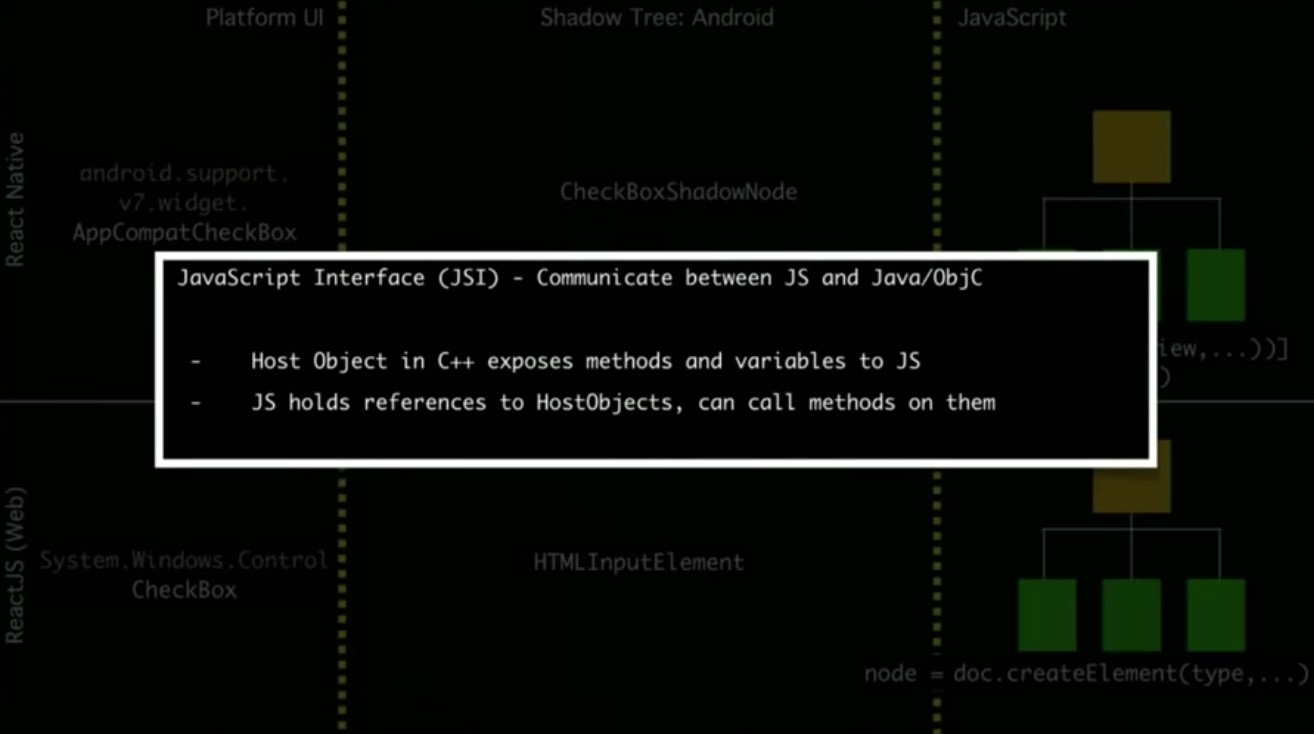 Platform UI
Shadow Tree: Android
JavaScript
React Native
android.support.
v7.widget.
AppCompatCheckBox
CheckBoxShadowNode
JavaScript Interface (JSI) - Communicate between JS and Java/ObjC
- Host Object in C++ exposes methods and variables to JS
- JS holds references to HostObjects, can call methods on them
iew,...))]
)
ReactJS (Web)
System.Windows.Control
CheckBox
HTMLInputElement
node = doc.createElement(type,...)